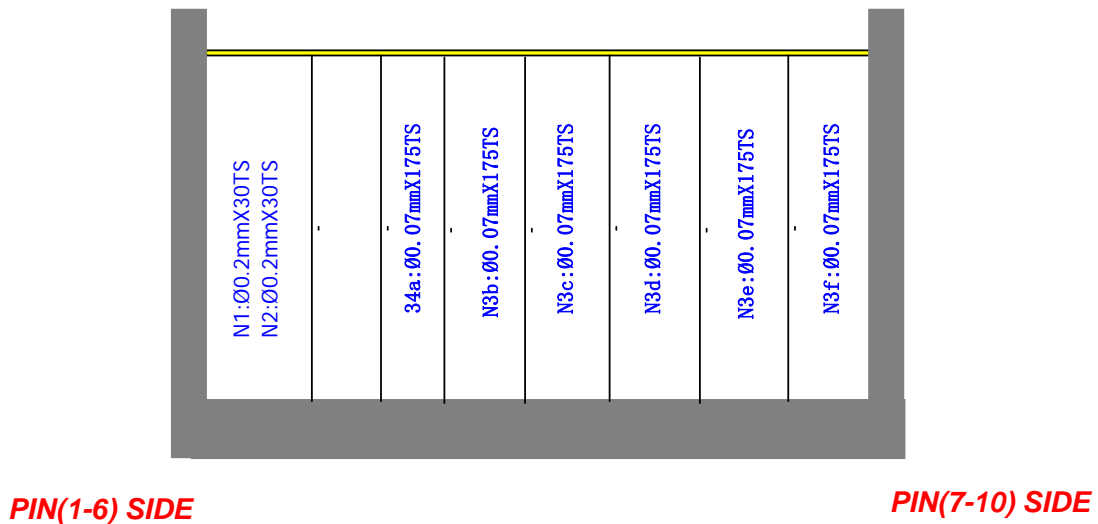 N1:Ø0.2mmX30TS
N2:Ø0.2mmX30TS
34a:Ø0.07mmX175TS
N3b:Ø0.07mmX175TS
N3c:Ø0.07mmX175TS
N3d:Ø0.07mmX175TS
N3e:Ø0.07mmX175TS
N3f:Ø0.07mmX175TS
PIN(1-6) SIDE
PIN(7-10) SIDE